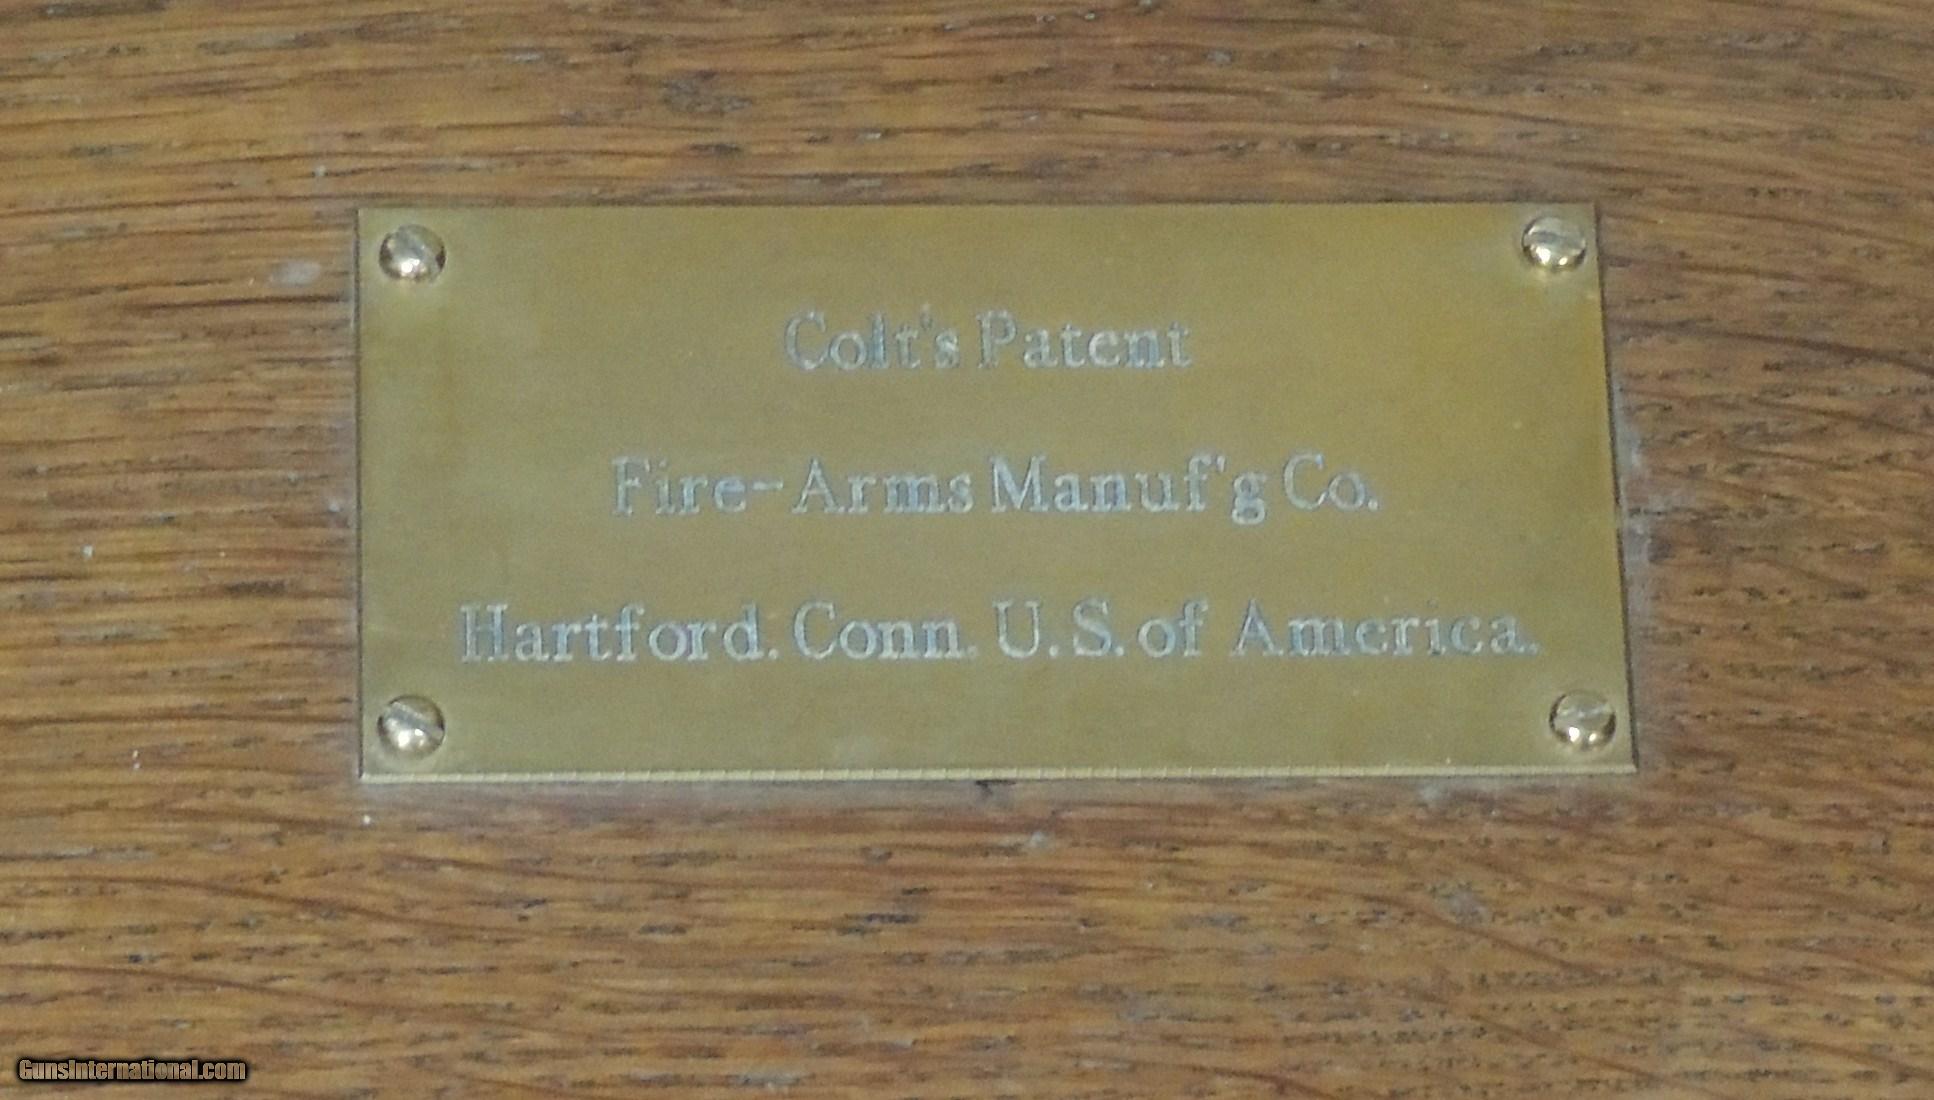 Colt's Patent
Fire-Arms Manuf'g Co.
Hartford. Conn. U.S. of America.
GunsInternational.com